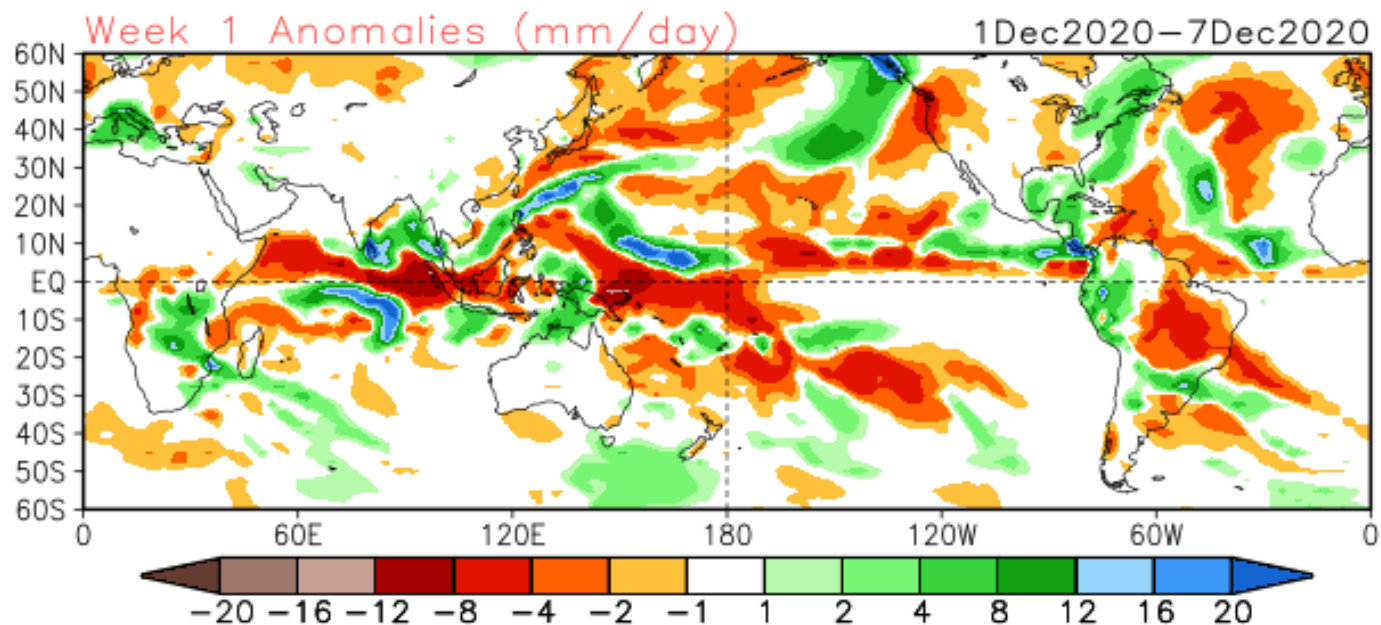 Week 1 Anomalies (mm/day) 1Dec2020−7Dec2020
60N
50N
40N
30N
20N
10N
EQ
10S
20S
30S
40S
50S
60S
0 60E 120E 180 120W 60W 0
−20 −16 −12 −8 −4 −2 −1 1 2 4 8 12 16 20